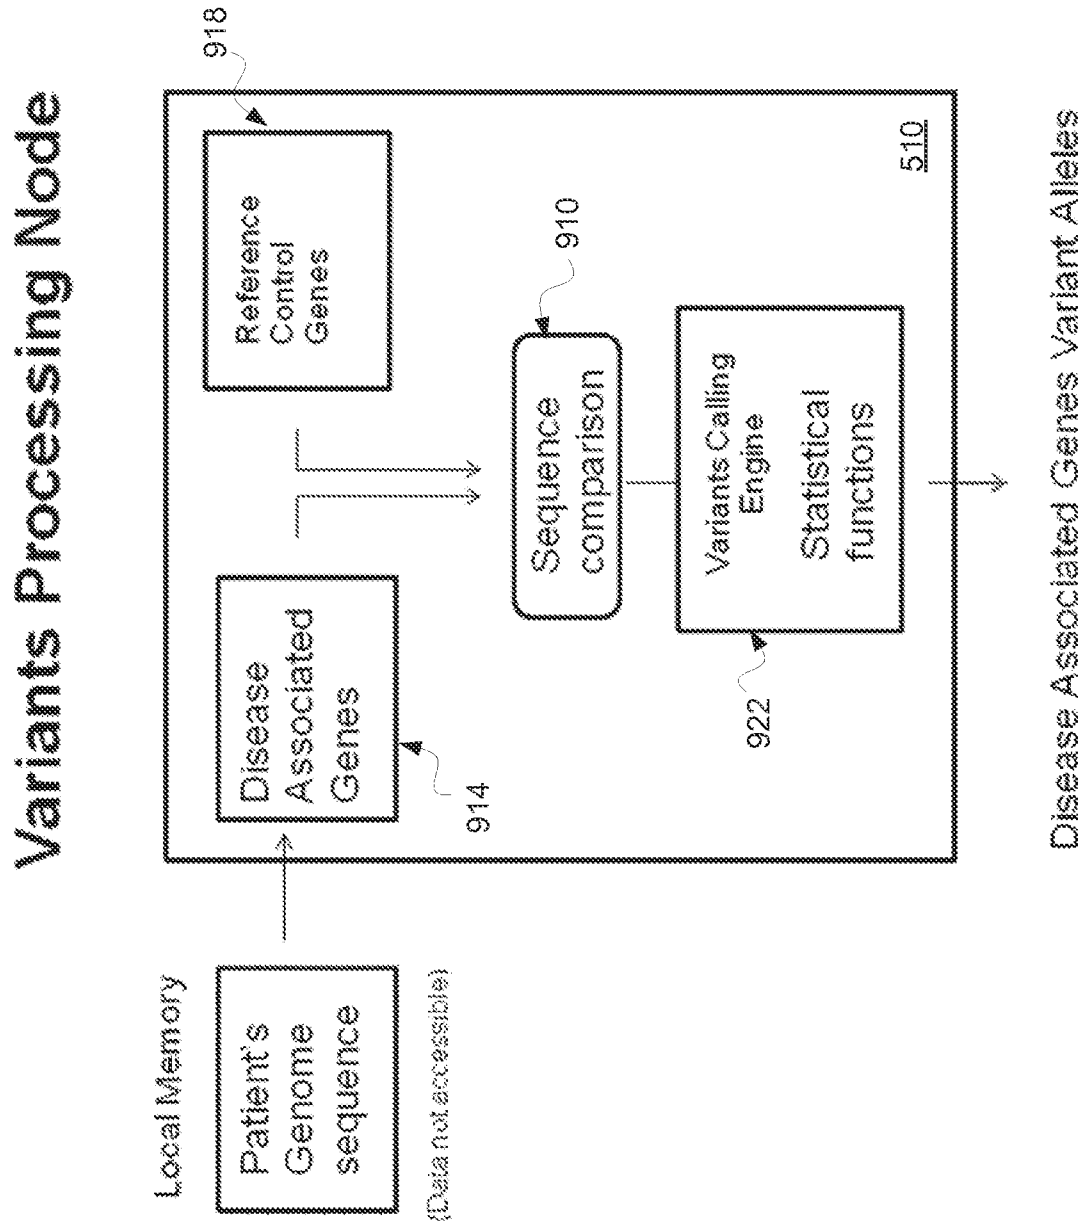 Variants Processing Node
Local Memory
Patient's
Genome
sequence
(Data not accessible)
Disease
Associated
Genes
914
Reference
Control
Genes
918
Sequence
comparison
910
Variants Calling
Engine
Statistical
functions
922
510
Disease Associated Genes Variant Alleles